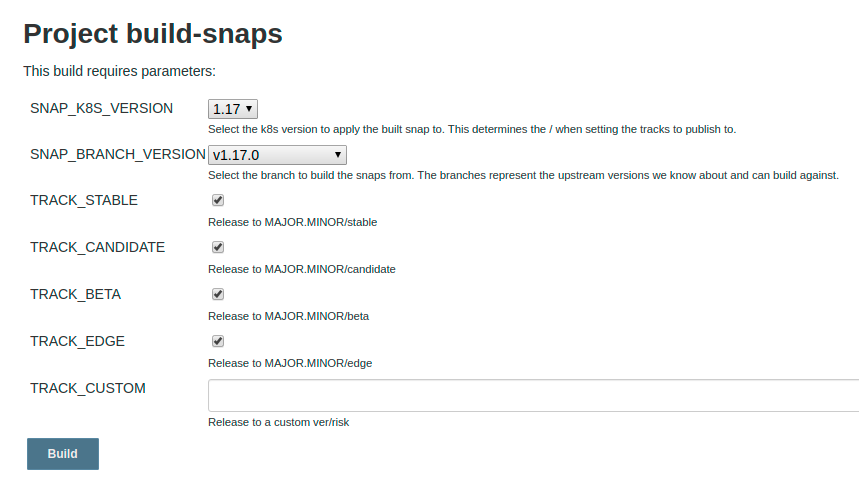 Project build-snaps
This build requires parameters:
SNAP_K8S_VERSION 1.17
Select the k8s version to apply the built snap to. This determines the / when setting the tracks to publish to.
SNAP_BRANCH_VERSION v1.17.0
Select the branch to build the snaps from. The branches represent the upstream versions we know about and can build against.
TRACK_STABLE
Release to MAJOR.MINOR/stable
TRACK_CANDIDATE
Release to MAJOR.MINOR/candidate
TRACK_BETA
Release to MAJOR.MINOR/beta
TRACK_EDGE
Release to MAJOR.MINOR/edge
TRACK_CUSTOM
Release to a custom ver/risk
Build